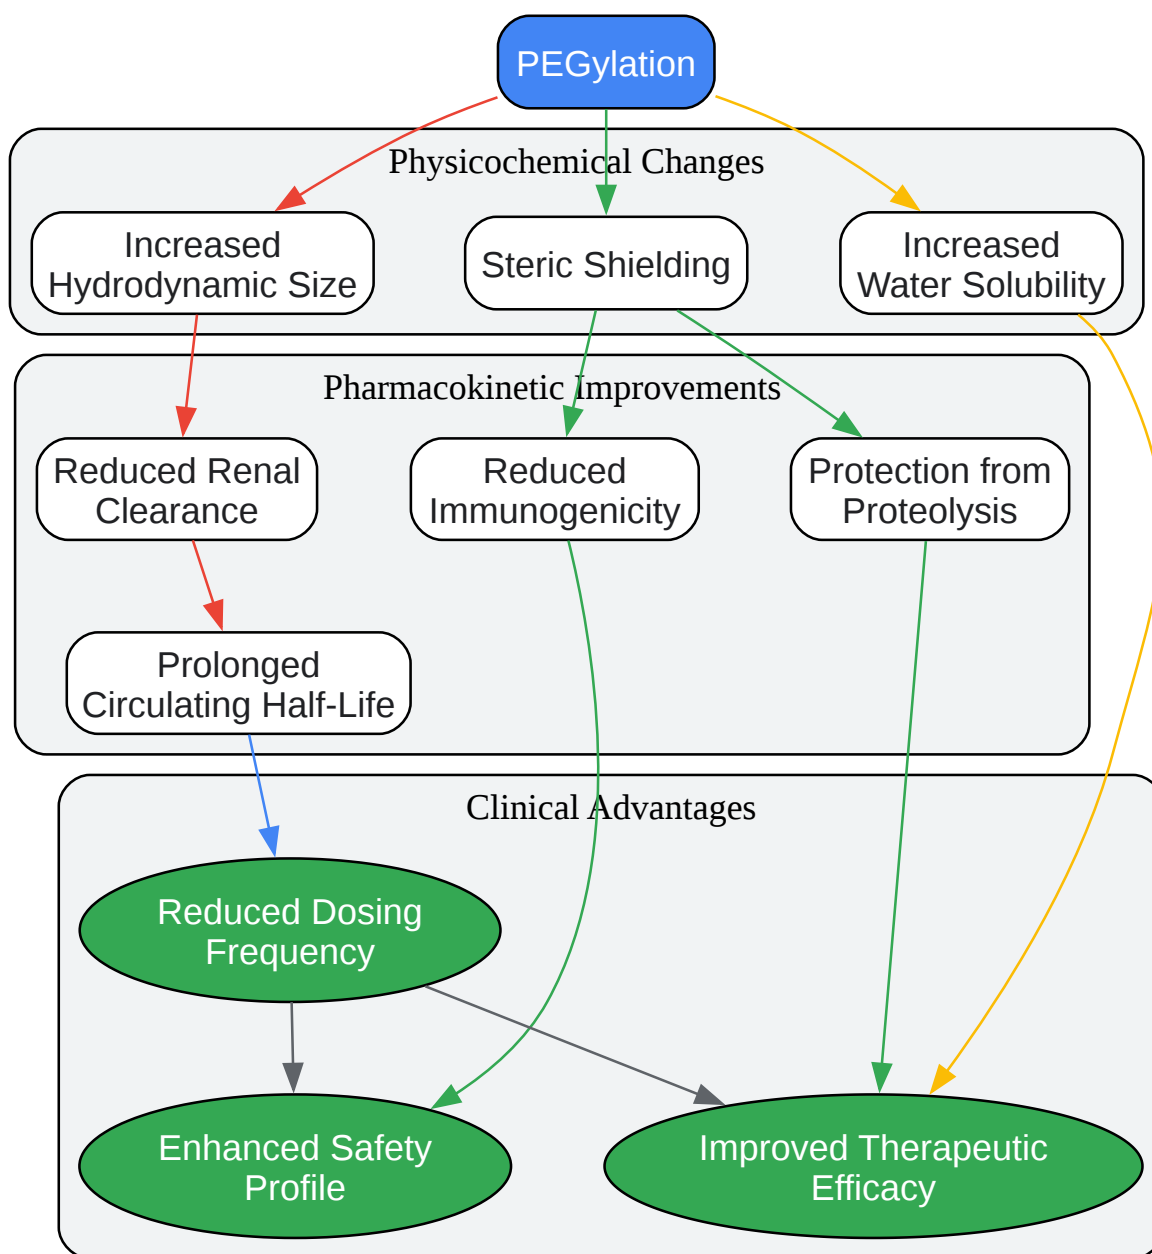 PEGylation
Physicochemical Changes
Increased
Hydrodynamic Size
Steric Shielding
Increased
Water Solubility
Pharmacokinetic Improvements
Reduced Renal
Clearance
Reduced
Immunogenicity
Protection from
Proteolysis
Prolonged
Circulating Half-Life
Clinical Advantages
Reduced Dosing
Frequency
Enhanced Safety
Profile
Improved Therapeutic
Efficacy